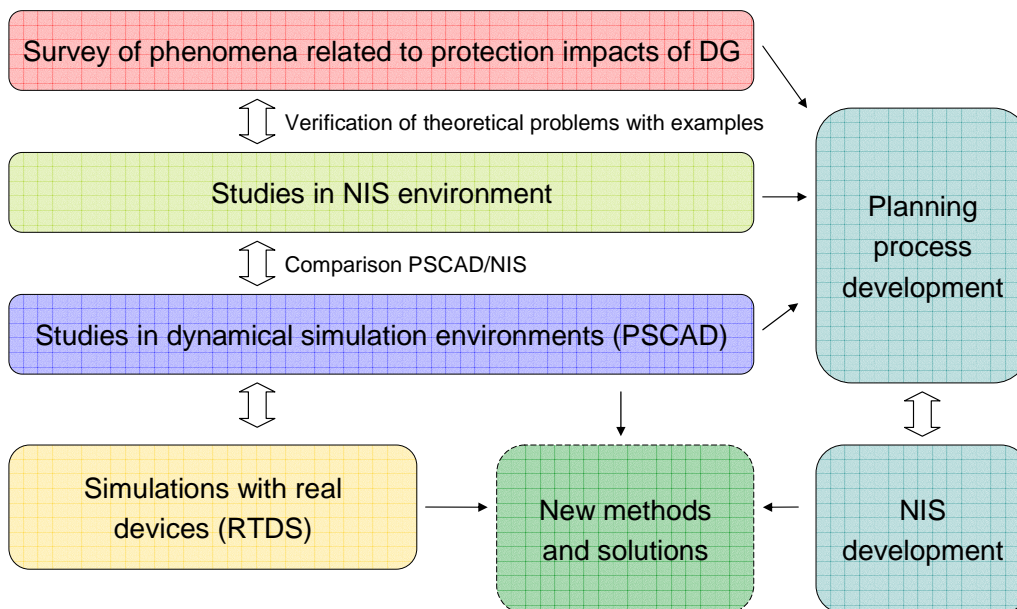 Survey of phenomena related to protection impacts of DG
Verification of theoretical problems with examples
Studies in NIS environment
Planning
process
development
Comparison PSCAD/NIS
Studies in dynamical simulation environments (PSCAD)
Simulations with real
devices (RTDS)
New methods
and solutions
NIS
development